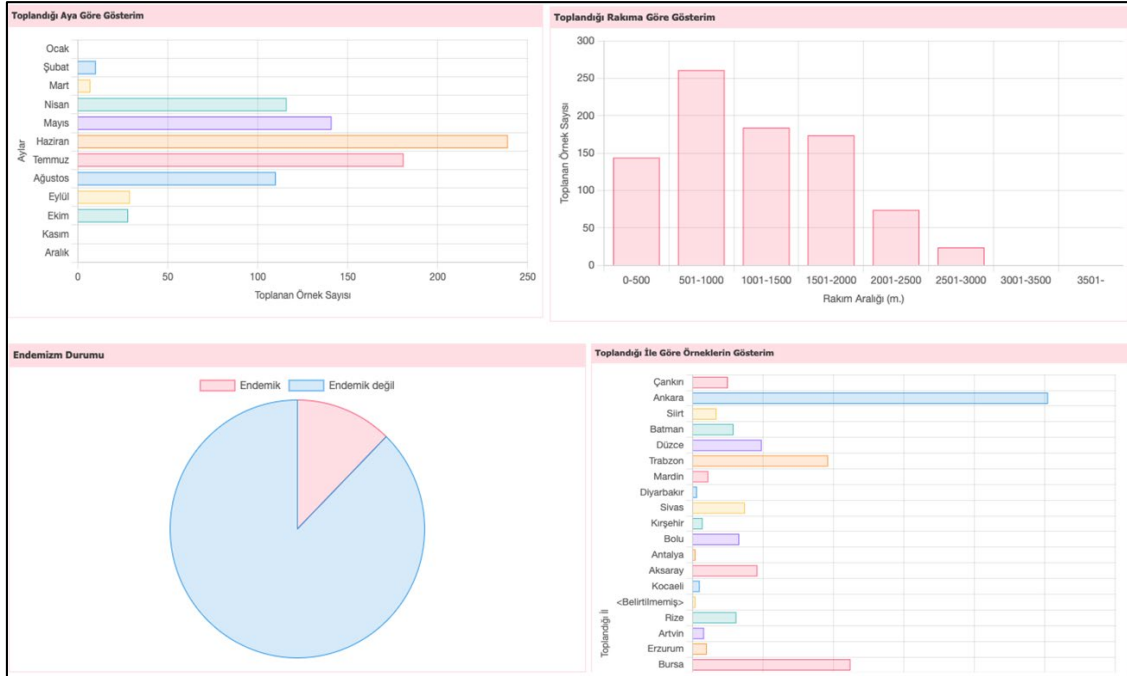 Toplandığı Aya Göre Gösterim
Ocak
Şubat
Mart
Nisan
Mayıs
Haziran
Temmuz
Ağustos
Eylül
Ekim
Kasım
Aralık
Aylar
0 50 100 150 200 250
Toplanan Örnek Sayısı
Toplandığı Rakıma Göre Gösterim
300
250
200
150
100
50
0
Toplanan Örnek Sayısı
0-500 501-1000 1001-1500 1501-2000 2001-2500 2501-3000 3001-3500 3501-
Rakım Aralığı (m.)
Endemizm Durumu
Endemik Endemik değil
Toplandığı İle Göre Örneklerin Gösterim
Çankırı
Ankara
Siirt
Batman
Düzce
Trabzon
Mardin
Diyarbakır
Sivas
Kırşehir
Bolu
Antalya
Aksaray
Kocaeli
<Belirtilmemiş>
Rize
Artvin
Erzurum
Bursa
Toplandığı İl